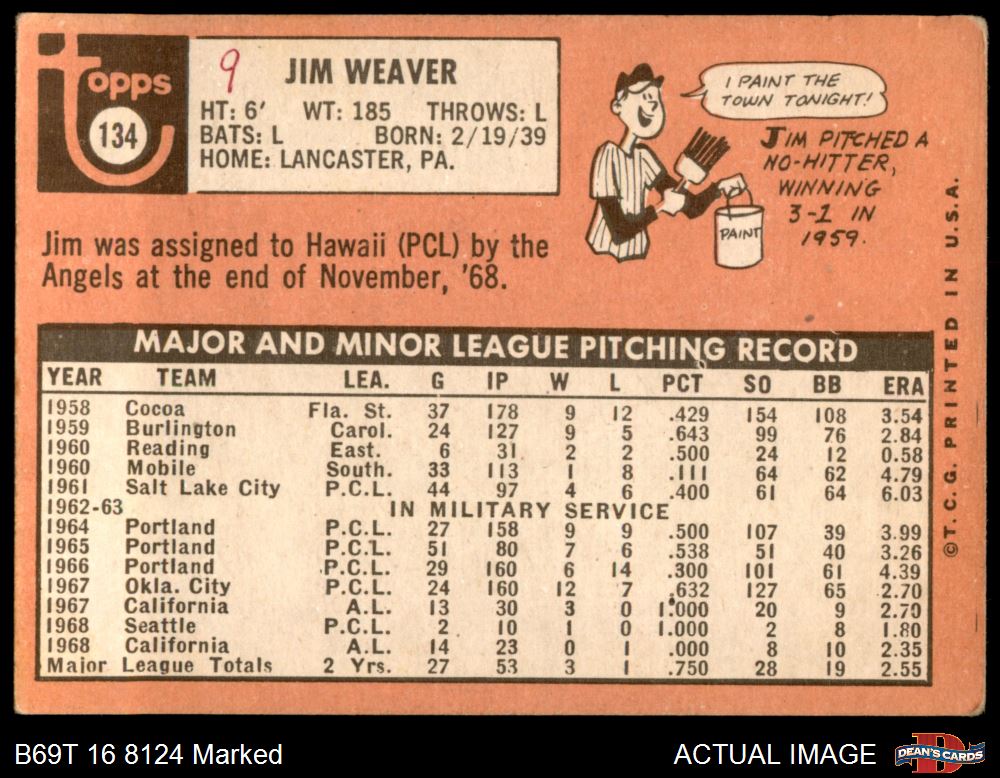 topps
134
9
JIM WEAVER
HT: 6' WT: 185 THROWS: L
BATS: L BORN: 2/19/39
HOME: LANCASTER, PA.
I PAINT THE
TOWN TONIGHT!
JIM PITCHED A
NO-HITTER,
WINNING
3-1 IN
1959.
PAINT
Jim was assigned to Hawaii (PCL) by the
Angels at the end of November, '68.
MAJOR AND MINOR LEAGUE PITCHING RECORD
YEAR TEAM LEA. G IP W L PCT SO BB ERA
1958 Cocoa Fla. St. 37 178 9 12 .429 154 108 3.54
1959 Burlington Carol. 24 127 9 5 .643 99 76 2.84
1960 Reading East. 6 31 2 2 .500 24 12 0.58
1960 Mobile South. 33 113 1 8 .111 64 62 4.79
1961 Salt Lake City P.C.L. 44 97 4 6 .400 61 64 6.03
1962-63 IN MILITARY SERVICE
1964 Portland P.C.L. 27 158 9 9 .500 107 39 3.99
1965 Portland P.C.L. 51 80 7 6 .538 51 40 3.26
1966 Portland P.C.L. 29 160 6 14 .300 101 61 4.39
1967 Okla. City P.C.L. 24 160 12 7 .632 127 65 2.70
1967 California A.L. 13 30 3 0 1.000 20 9 2.70
1968 Seattle P.C.L. 2 10 1 0 1.000 2 8 1.80
1968 California A.L. 14 23 0 1 .000 8 10 2.35
Major League Totals 2 Yrs. 27 53 3 1 .750 28 19 2.55
©T.C.G. PRINTED IN U.S.A.
B69T 16 8124 Marked
ACTUAL IMAGE
DEAN'S CARDS